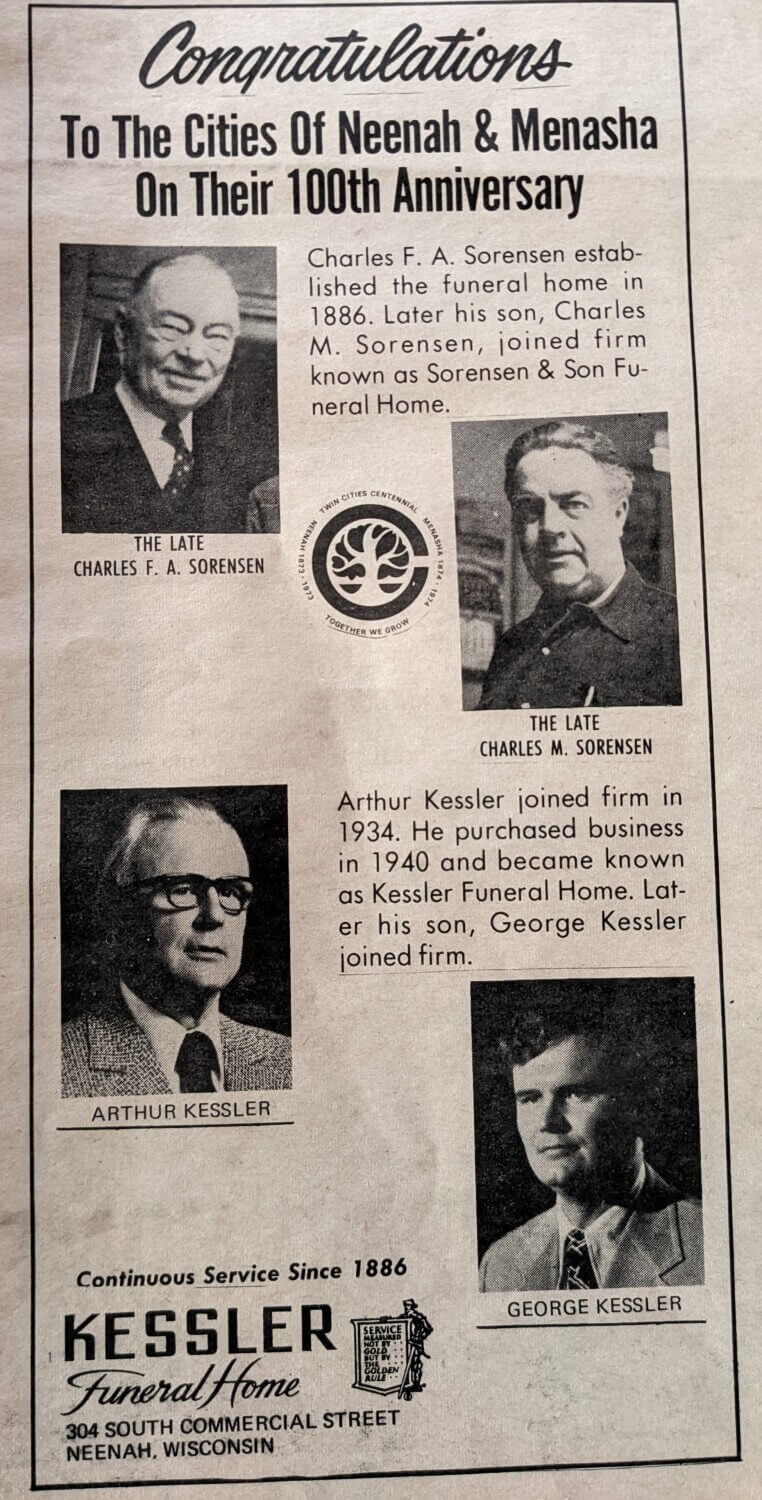 Congratulations
To The Cities Of Neenah & Menasha
On Their 100th Anniversary
Charles F. A. Sorensen estab-
lished the funeral home in
1886. Later his son, Charles
M. Sorensen, joined firm
known as Sorensen & Son Fu-
neral Home.
THE LATE
CHARLES F. A. SORENSEN
TWIN CITIES CENTENNIAL
NEENAH 1873 • 1973
MENASHA 1874 • 1974
TOGETHER WE GROW
THE LATE
CHARLES M. SORENSEN
Arthur Kessler joined firm in
1934. He purchased business
in 1940 and became known
as Kessler Funeral Home. Lat-
er his son, George Kessler
joined firm.
ARTHUR KESSLER
GEORGE KESSLER
Continuous Service Since 1886
KESSLER
Funeral Home
SERVICE
MEASURED
NOT BY
GOLD
BUT BY
THE
GOLDEN
RULE
304 SOUTH COMMERCIAL STREET
NEENAH, WISCONSIN